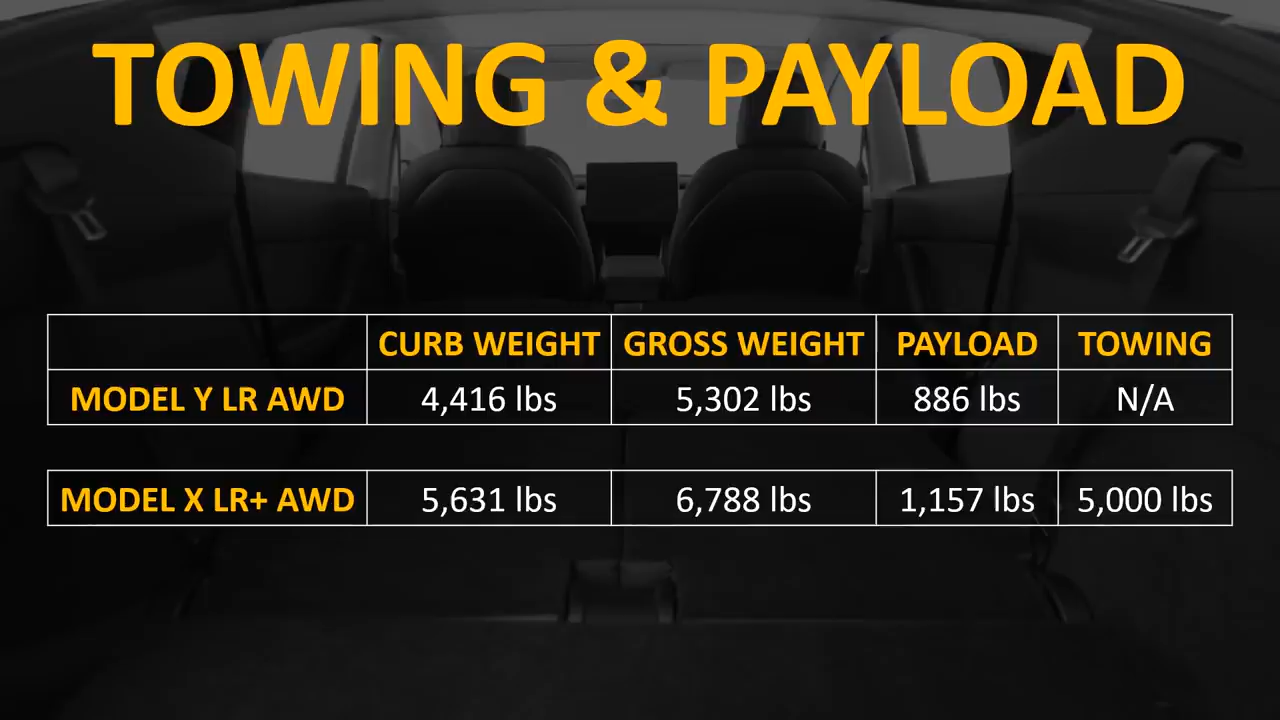 TOWING & PAYLOAD
CURB WEIGHT GROSS WEIGHT PAYLOAD TOWING
MODEL Y LR AWD 4,416 lbs 5,302 lbs 886 lbs N/A
MODEL X LR+ AWD 5,631 lbs 6,788 lbs 1,157 lbs 5,000 lbs